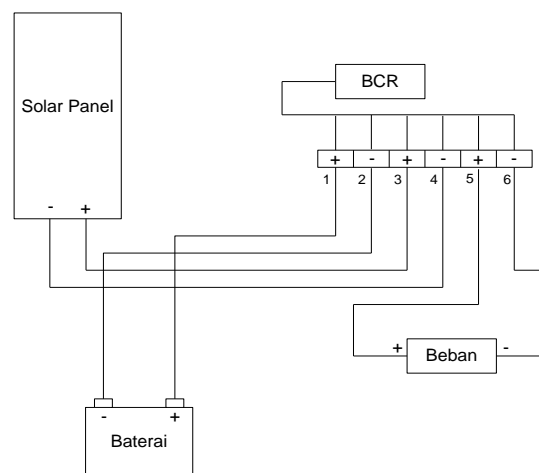 BCR
Solar Panel
+ - + - + -
1 2 3 4 5 6
- +
+ Beban -
- +
Baterai